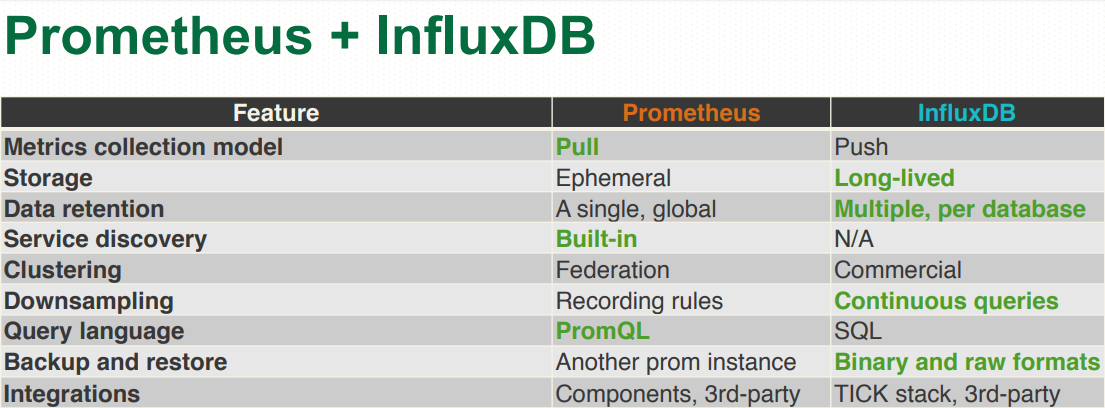 Prometheus + InfluxDB
Feature Prometheus InfluxDB
Metrics collection model Pull Push
Storage Ephemeral Long-lived
Data retention A single, global Multiple, per database
Service discovery Built-in N/A
Clustering Federation Commercial
Downsampling Recording rules Continuous queries
Query language PromQL SQL
Backup and restore Another prom instance Binary and raw formats
Integrations Components, 3rd-party TICK stack, 3rd-party